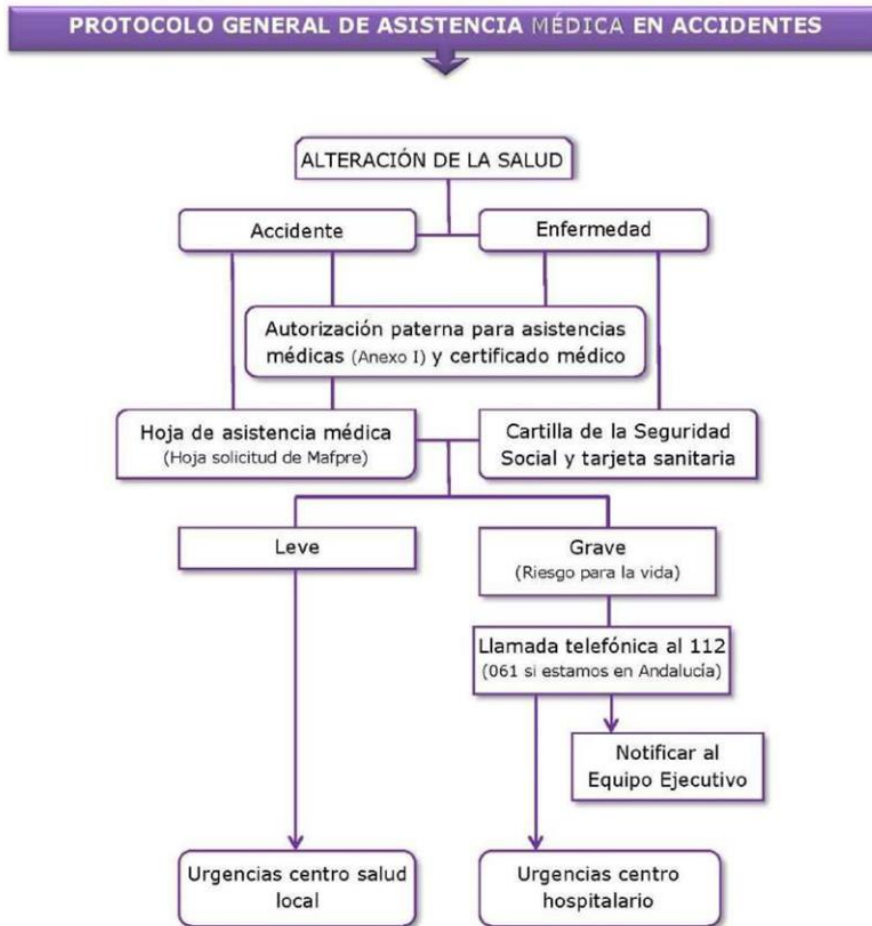 PROTOCOLO GENERAL DE ASISTENCIA MÉDICA EN ACCIDENTES
ALTERACIÓN DE LA SALUD
Accidente
Enfermedad
Autorización paterna para asistencias
médicas (Anexo I) y certificado médico
Hoja de asistencia médica
(Hoja solicitud de Mafpre)
Cartilla de la Seguridad
Social y tarjeta sanitaria
Leve
Grave
(Riesgo para la vida)
Llamada telefónica al 112
(061 si estamos en Andalucía)
Notificar al
Equipo Ejecutivo
Urgencias centro salud
local
Urgencias centro
hospitalario